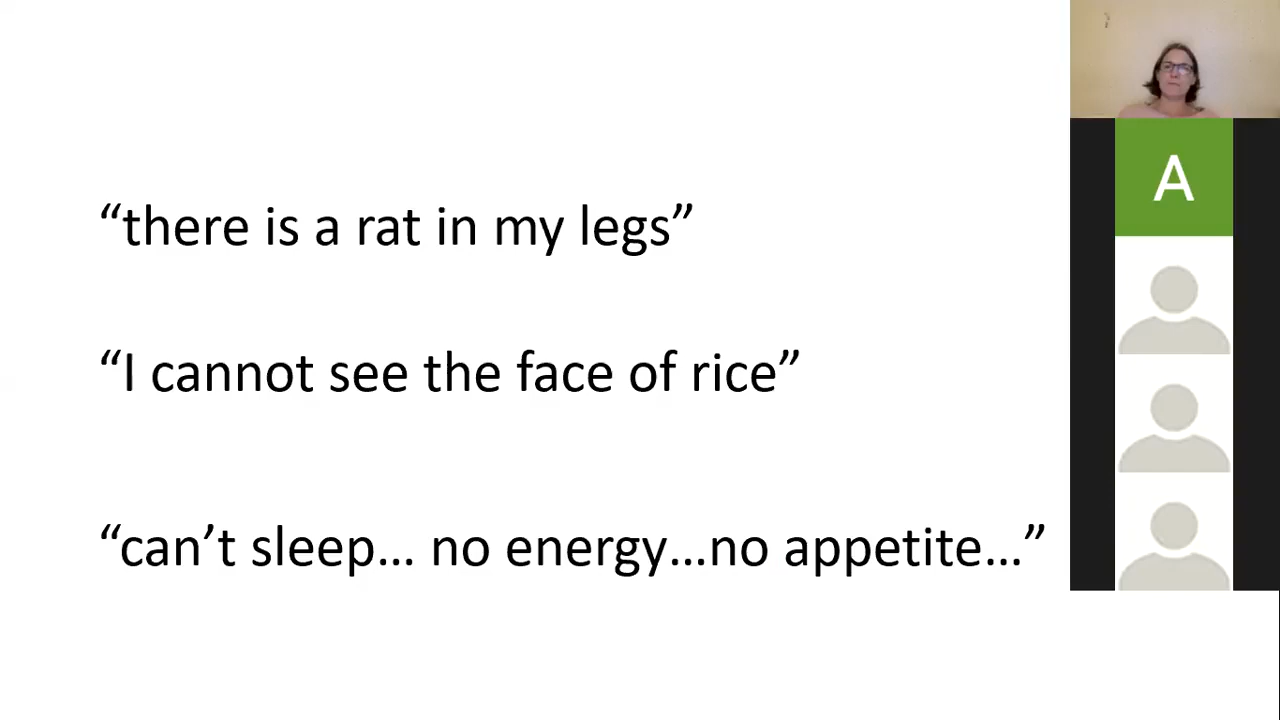 “there is a rat in my legs”
“I cannot see the face of rice”
“can’t sleep… no energy…no appetite…”
A